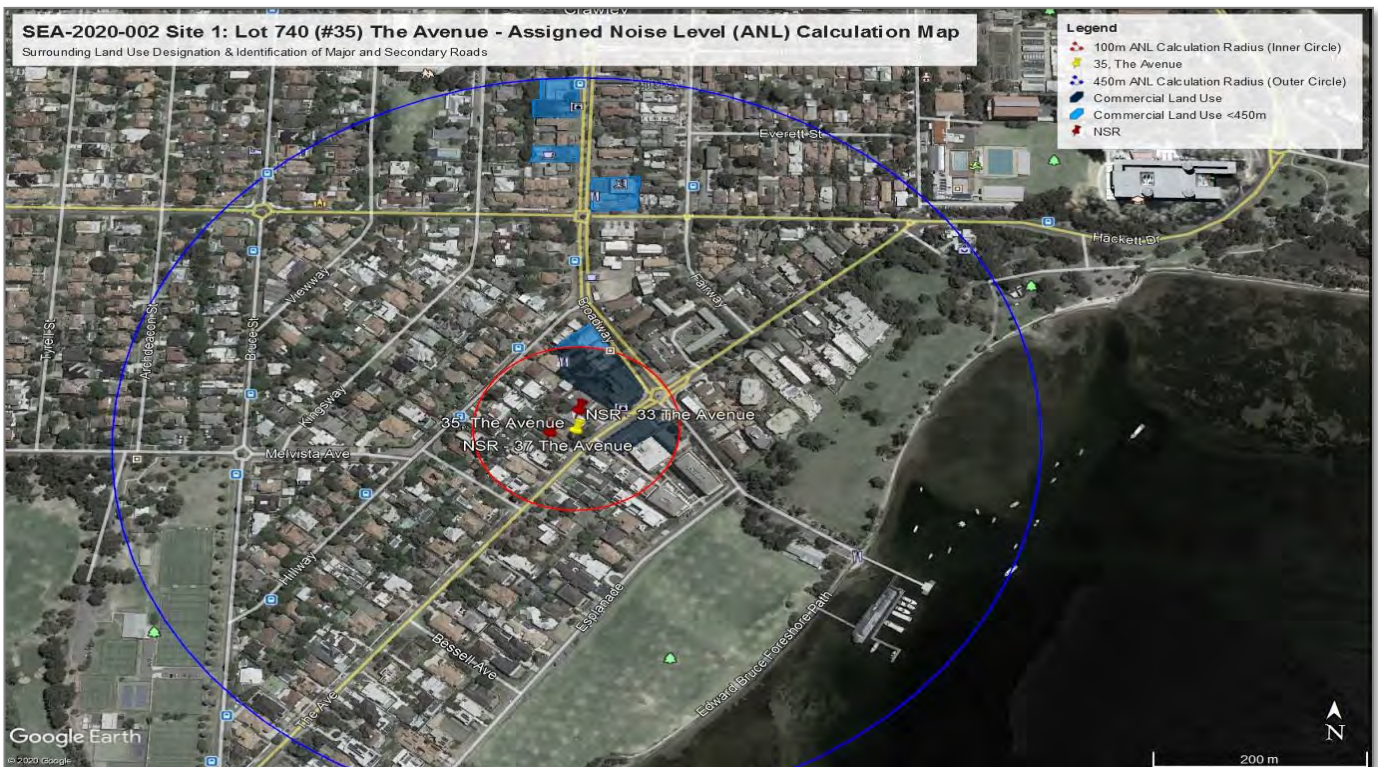 Crawley
SEA-2020-002 Site 1: Lot 740 (#35) The Avenue - Assigned Noise Level (ANL) Calculation Map
Surrounding Land Use Designation & Identification of Major and Secondary Roads
Legend
100m ANL Calculation Radius (Inner Circle)
35, The Avenue
450m ANL Calculation Radius (Outer Circle)
Commercial Land Use
Commercial Land Use <450m
NSR
Everett St
Hackett Dr
Viewway
Fairway
Broadway
Tyrell St
Archdeacon St
Bruce St
Kingsway
35, The Avenue
NSR - 33 The Avenue
NSR - 37 The Avenue
Melvista Ave
Hillway
Esplanade
Bessell Ave
Edward Bruce Foreshore Path
The Ave
Google Earth
© 2020 Google
N
200 m